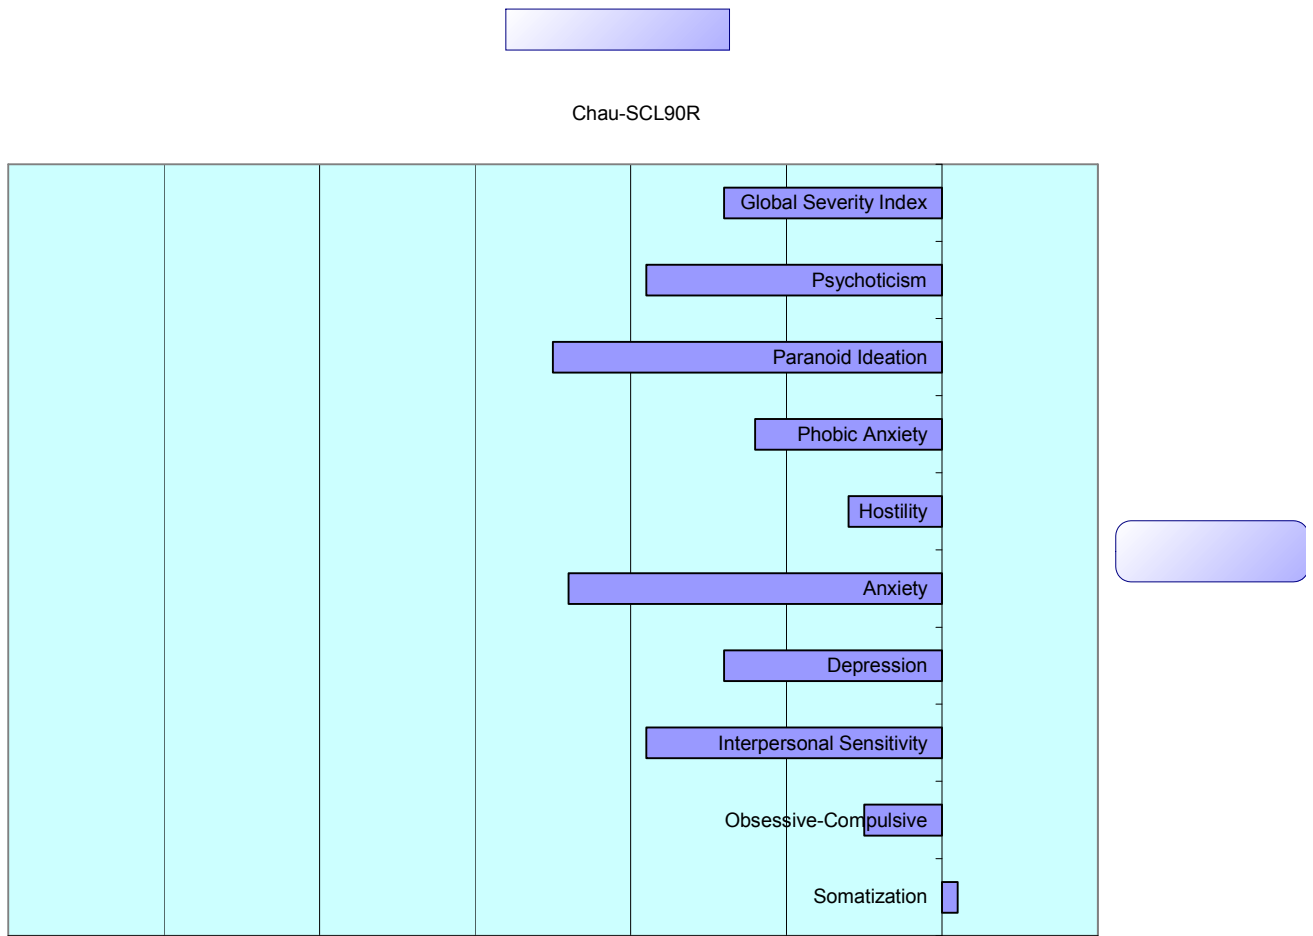 Chau-SCL90R
Global Severity Index
Psychoticism
Paranoid Ideation
Phobic Anxiety
Hostility
Anxiety
Depression
Interpersonal Sensitivity
Obsessive-Compulsive
Somatization